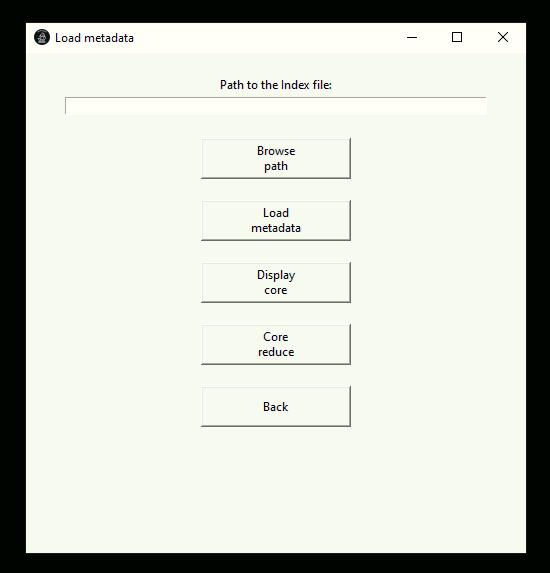 Load metadata
Path to the Index file:
Browse
path
Load
metadata
Display
core
Core
reduce
Back